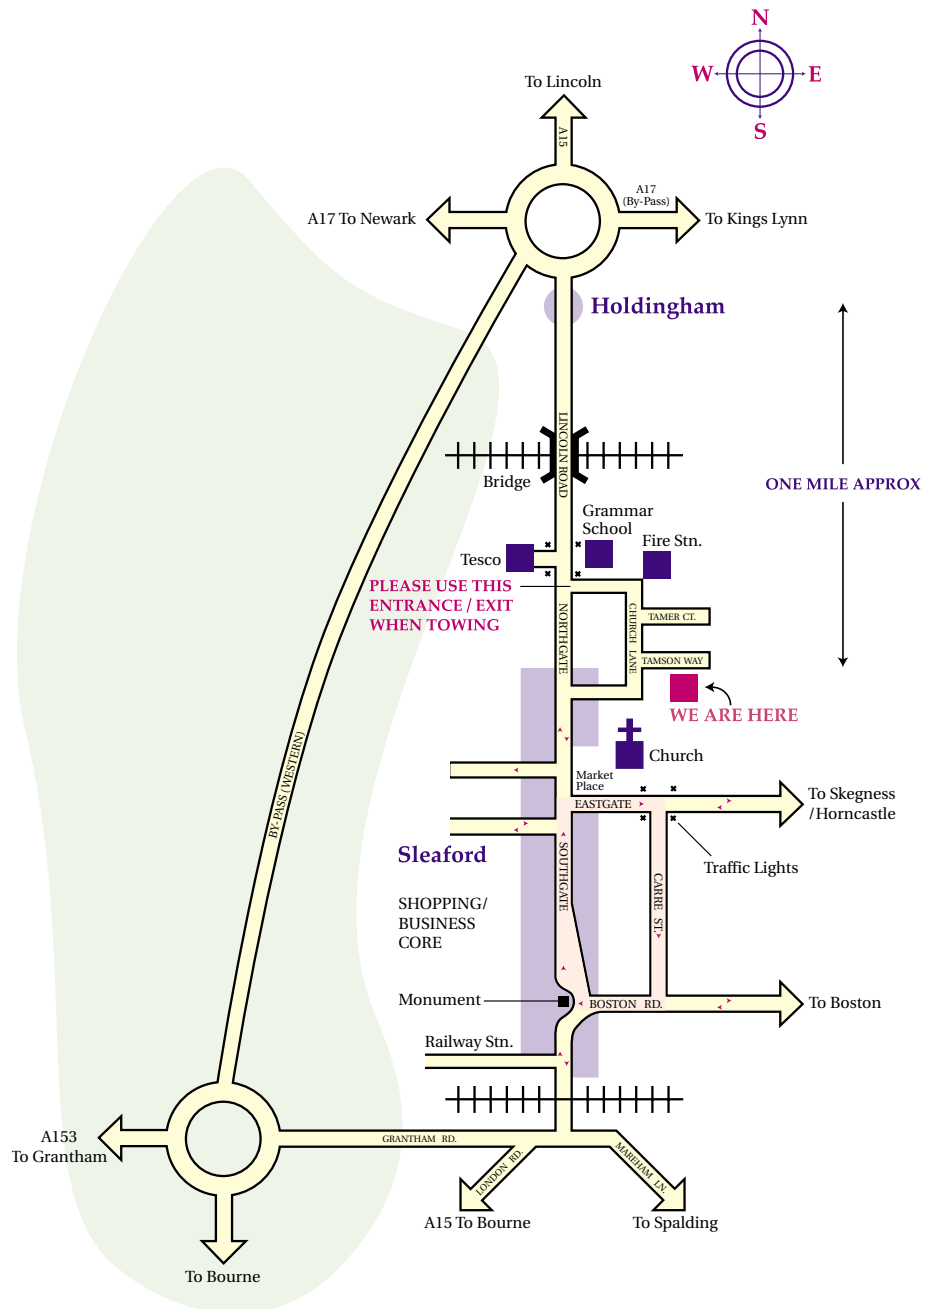 N
W
E
S
To Lincoln
A15
A17
(By-Pass)
A17 To Newark
To Kings Lynn
Holdingham
LINCOLN ROAD
Bridge
ONE MILE APPROX
Grammar
School
Fire Stn.
Tesco
PLEASE USE THIS
ENTRANCE / EXIT
WHEN TOWING
NORTHGATE
CHURCH LANE
TAMER CT.
TAMSON WAY
WE ARE HERE
Church
BY-PASS (WESTERN)
Market
Place
EASTGATE
To Skegness
/Horncastle
Sleaford
SOUTHGATE
Traffic Lights
CARRE ST.
SHOPPING/
BUSINESS
CORE
Monument
BOSTON RD.
To Boston
Railway Stn.
A153
To Grantham
GRANTHAM RD.
LONDON RD.
MAREHAM LN.
A15 To Bourne
To Spalding
To Bourne